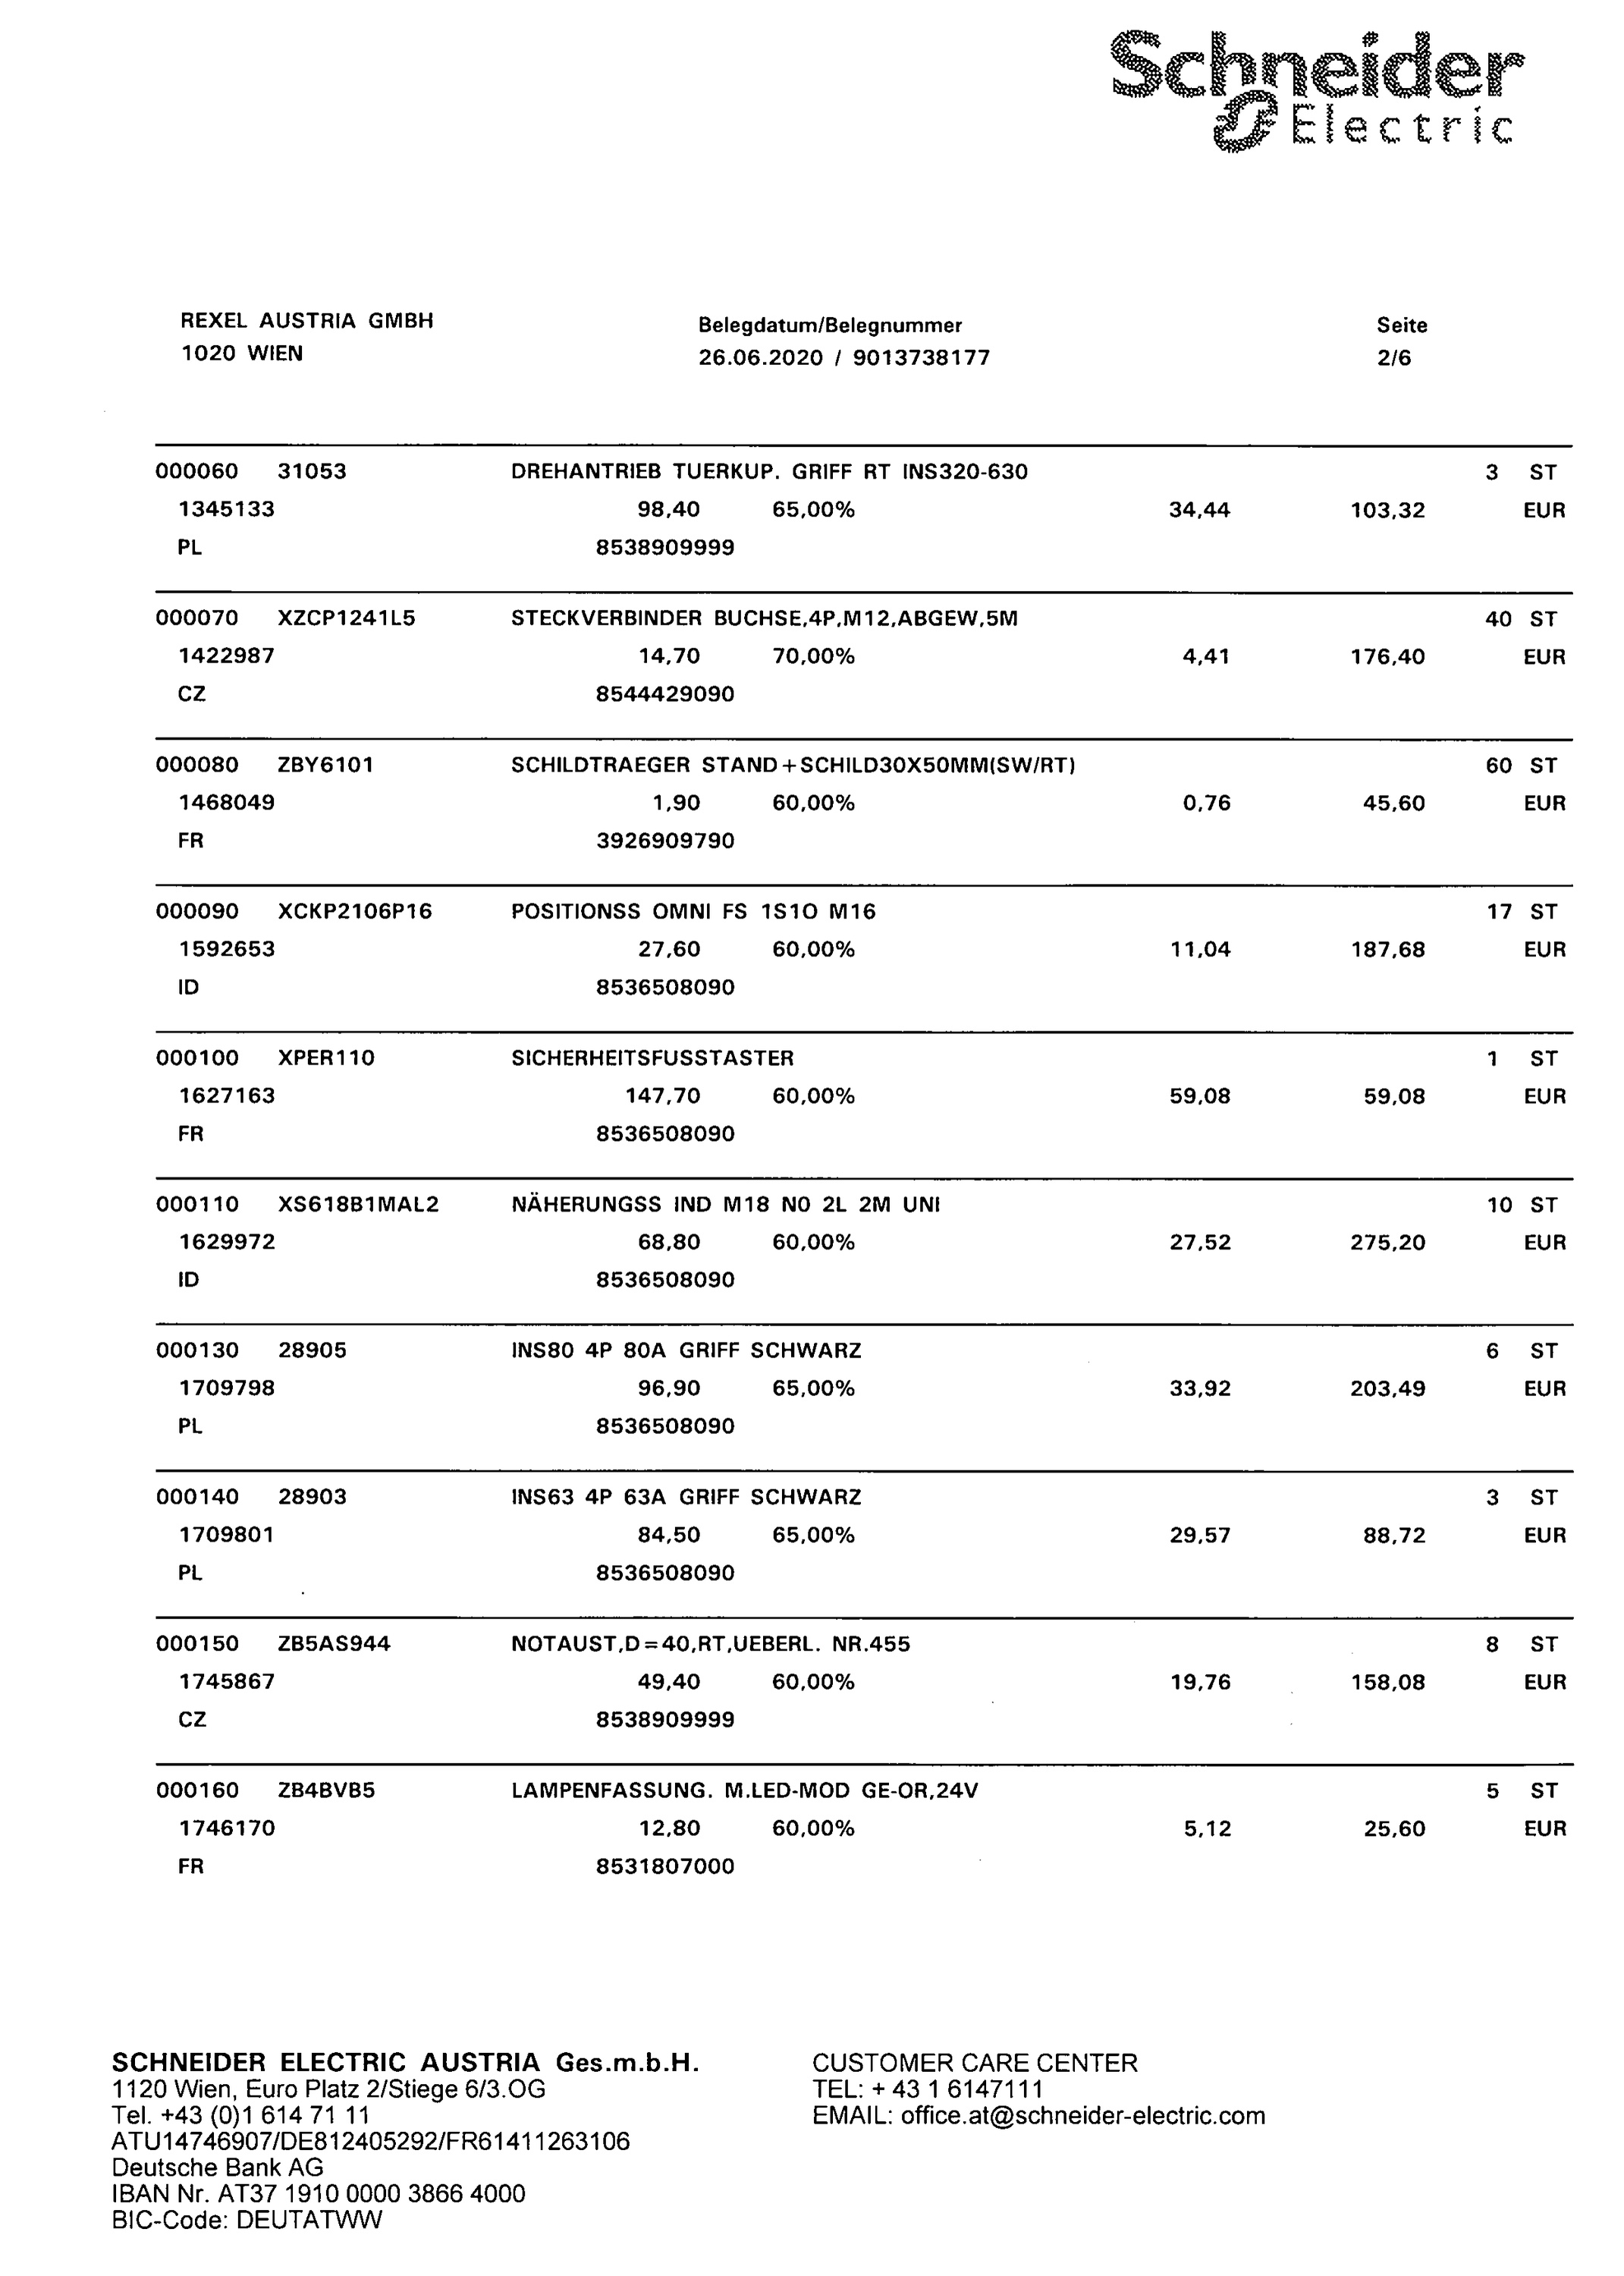 Schneider
Electric
REXEL AUSTRIA GMBH
1020 WIEN
Belegdatum/Belegnummer
26.06.2020 / 9013738177
Seite
2/6
000060 31053 DREHANTRIEB TUERKUP. GRIFF RT INS320-630 3 ST
1345133 98,40 65,00% 34,44 103,32 EUR
PL 8538909999
000070 XZCP1241L5 STECKVERBINDER BUCHSE,4P,M12,ABGEW,5M 40 ST
1422987 14,70 70,00% 4,41 176,40 EUR
CZ 8544429090
000080 ZBY6101 SCHILDTRAEGER STAND+SCHILD30X50MM(SW/RT) 60 ST
1468049 1,90 60,00% 0,76 45,60 EUR
FR 3926909790
000090 XCKP2106P16 POSITIONSS OMNI FS 1S1O M16 17 ST
1592653 27,60 60,00% 11,04 187,68 EUR
ID 8536508090
000100 XPER110 SICHERHEITSFUSSTASTER 1 ST
1627163 147,70 60,00% 59,08 59,08 EUR
FR 8536508090
000110 XS618B1MAL2 NÄHERUNGSS IND M18 N0 2L 2M UNI 10 ST
1629972 68,80 60,00% 27,52 275,20 EUR
ID 8536508090
000130 28905 INS80 4P 80A GRIFF SCHWARZ 6 ST
1709798 96,90 65,00% 33,92 203,49 EUR
PL 8536508090
000140 28903 INS63 4P 63A GRIFF SCHWARZ 3 ST
1709801 84,50 65,00% 29,57 88,72 EUR
PL 8536508090
000150 ZB5AS944 NOTAUST,D=40,RT,UEBERL. NR.455 8 ST
1745867 49,40 60,00% 19,76 158,08 EUR
CZ 8538909999
000160 ZB4BVB5 LAMPENFASSUNG. M.LED-MOD GE-OR,24V 5 ST
1746170 12,80 60,00% 5,12 25,60 EUR
FR 8531807000
SCHNEIDER ELECTRIC AUSTRIA Ges.m.b.H.
1120 Wien, Euro Platz 2/Stiege 6/3.OG
Tel. +43 (0)1 614 71 11
ATU14746907/DE812405292/FR61411263106
Deutsche Bank AG
IBAN Nr. AT37 1910 0000 3866 4000
BIC-Code: DEUTATWW
CUSTOMER CARE CENTER
TEL: + 43 1 6147111
EMAIL: office.at@schneider-electric.com